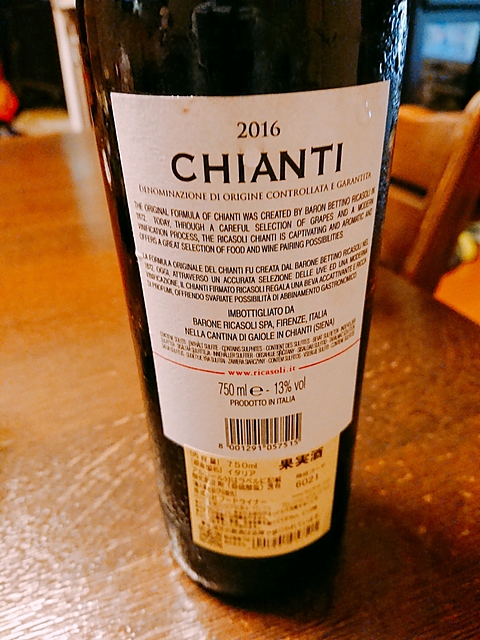 2016
CHIANTI
DENOMINAZIONE DI ORIGINE CONTROLLATA E GARANTITA
THE ORIGINAL FORMULA OF CHIANTI WAS CREATED BY BARON BETTINO RICASOLI IN
1872. TODAY, THROUGH A CAREFUL SELECTION OF GRAPES AND A MODERN
VINIFICATION PROCESS, THE RICASOLI CHIANTI IS CAPTIVATING AND AROMATIC AND
OFFERS A GREAT SELECTION OF FOOD AND WINE PAIRING POSSIBILITIES.
LA FORMULA ORIGINALE DEL CHIANTI FU CREATA DAL BARONE BETTINO RICASOLI NEL
1872. OGGI, ATTRAVERSO UN'ACCURATA SELEZIONE DELLE UVE ED UNA MODERNA
VINIFICAZIONE, IL CHIANTI FIRMATO RICASOLI REGALA UNA BEVA ACCATTIVANTE E RICCA
DI PROFUMI, OFFRENDO SVARIATE POSSIBILITÀ DI ABBINAMENTO GASTRONOMICO.
IMBOTTIGLIATO DA
BARONE RICASOLI SPA, FIRENZE, ITALIA
NELLA CANTINA DI GAIOLE IN CHIANTI (SIENA)
www.ricasoli.it
750 ml e - 13% vol
PRODOTTO IN ITALIA
8 001291 057515
750ml 果実酒
イタリア
6021